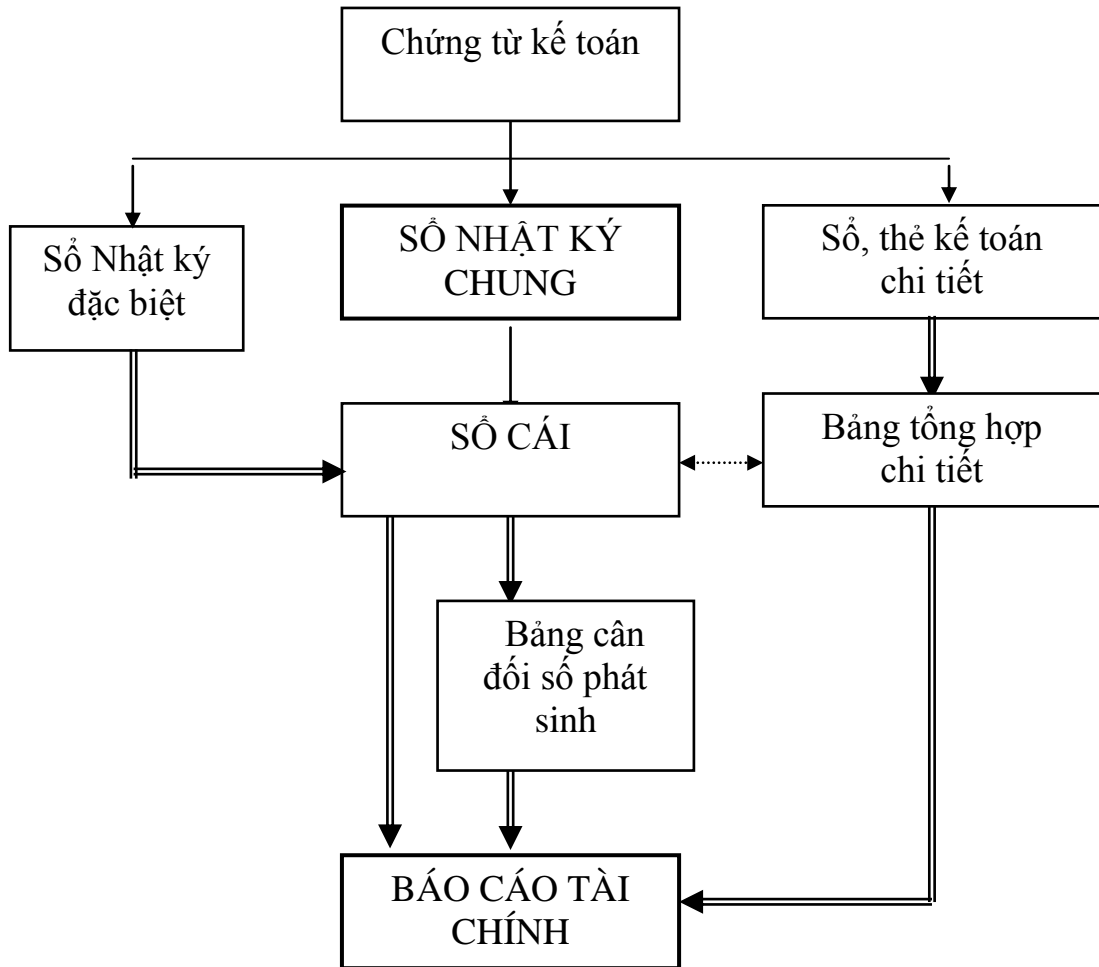 Chứng từ kế toán
Sổ Nhật ký
đặc biệt
SỔ NHẬT KÝ
CHUNG
Sổ, thẻ kế toán
chi tiết
SỔ CÁI
Bảng tổng hợp
chi tiết
Bảng cân
đối số phát
sinh
BÁO CÁO TÀI
CHÍNH